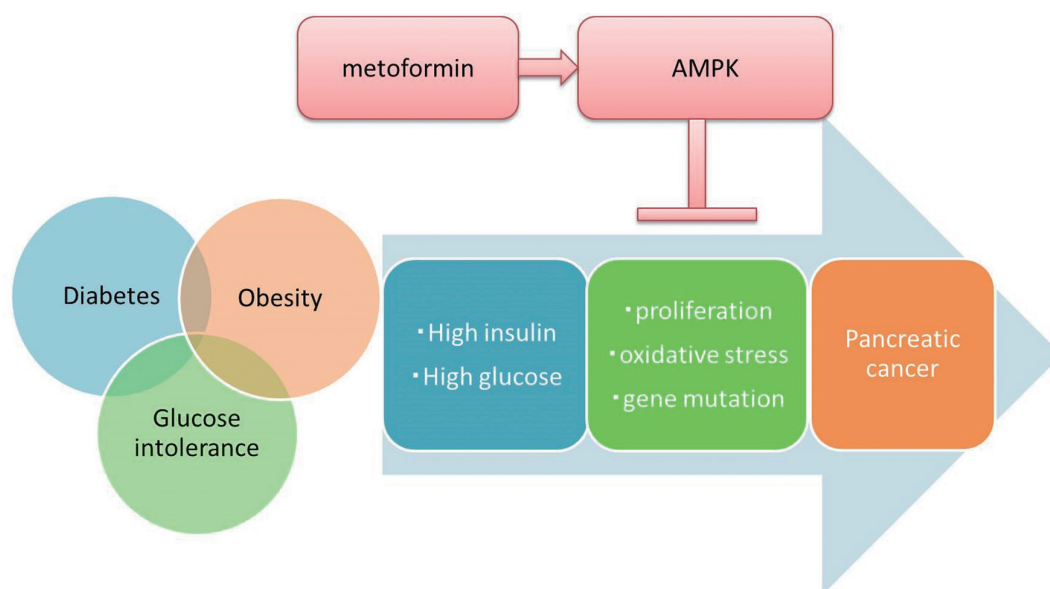 metoformin
AMPK
Diabetes
Obesity
Glucose
intolerance
・High insulin
・High glucose
・proliferation
・oxidative stress
・gene mutation
Pancreatic
cancer